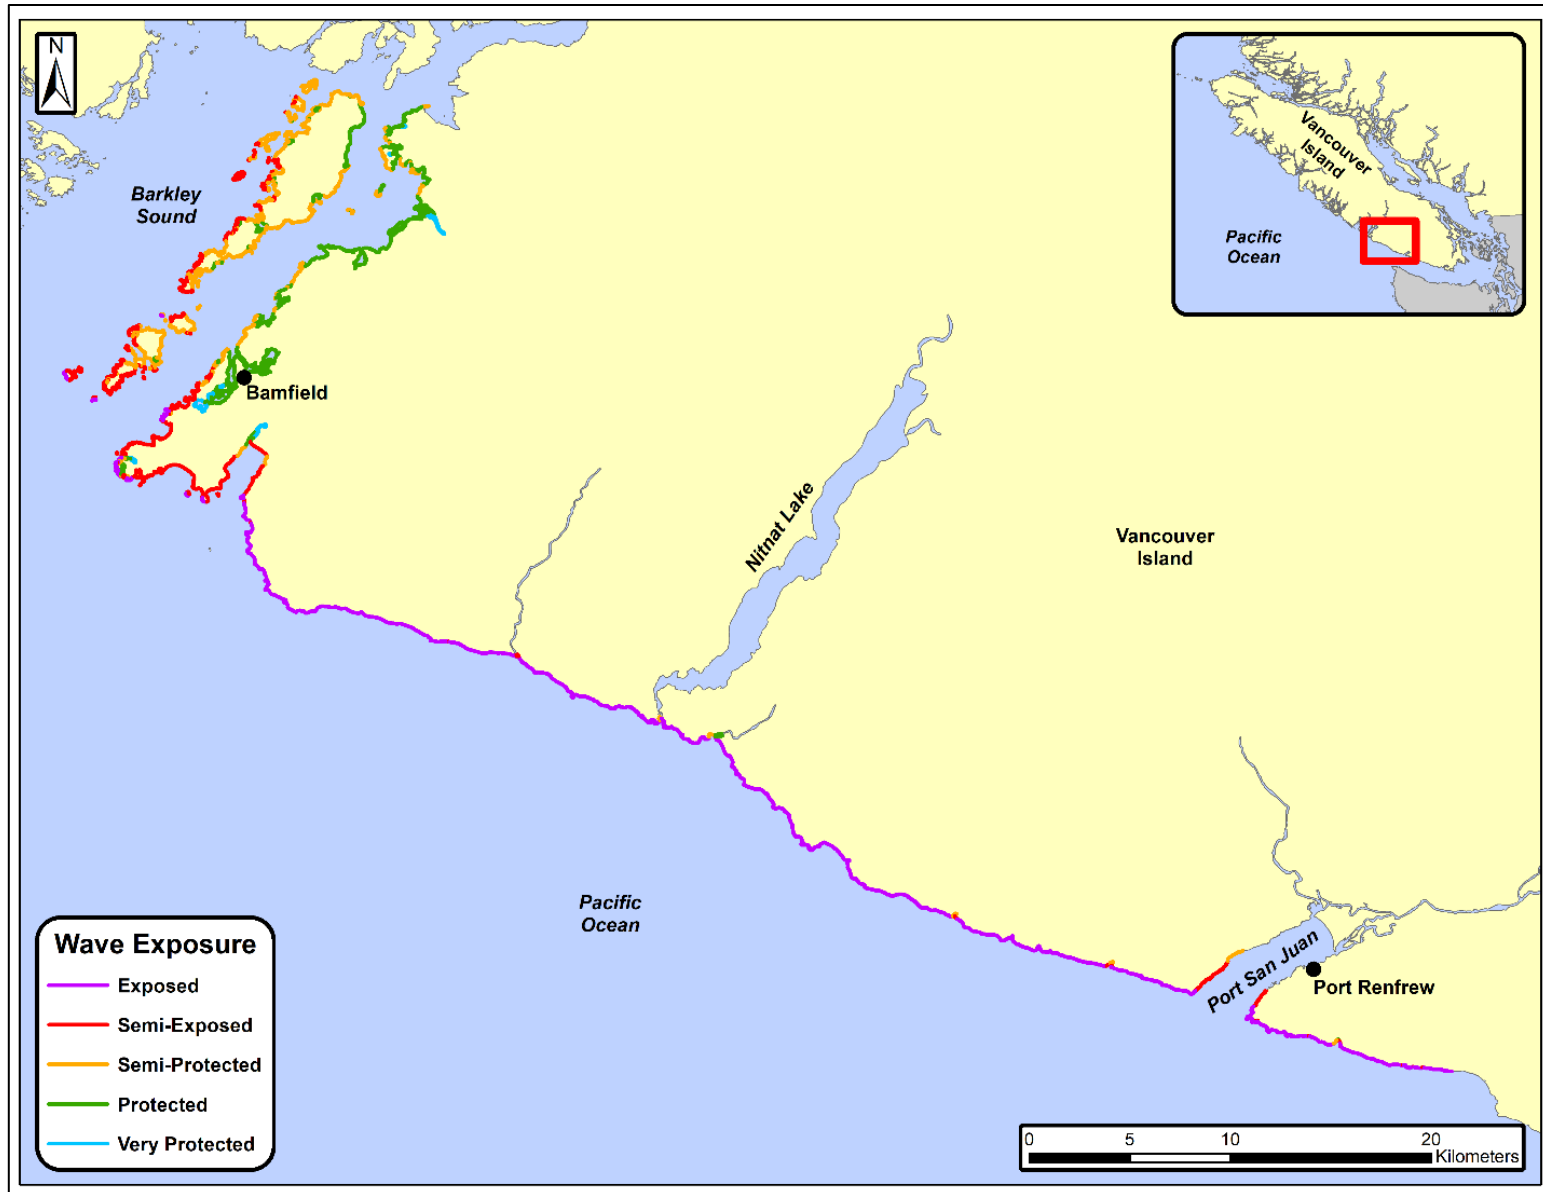 N
Barkley
Sound
Vancouver
Island
Pacific
Ocean
Bamfield
Nitnat Lake
Vancouver
Island
Pacific
Ocean
Port San Juan
Port Renfrew
Wave Exposure
Exposed
Semi-Exposed
Semi-Protected
Protected
Very Protected
0 5 10 20
Kilometers